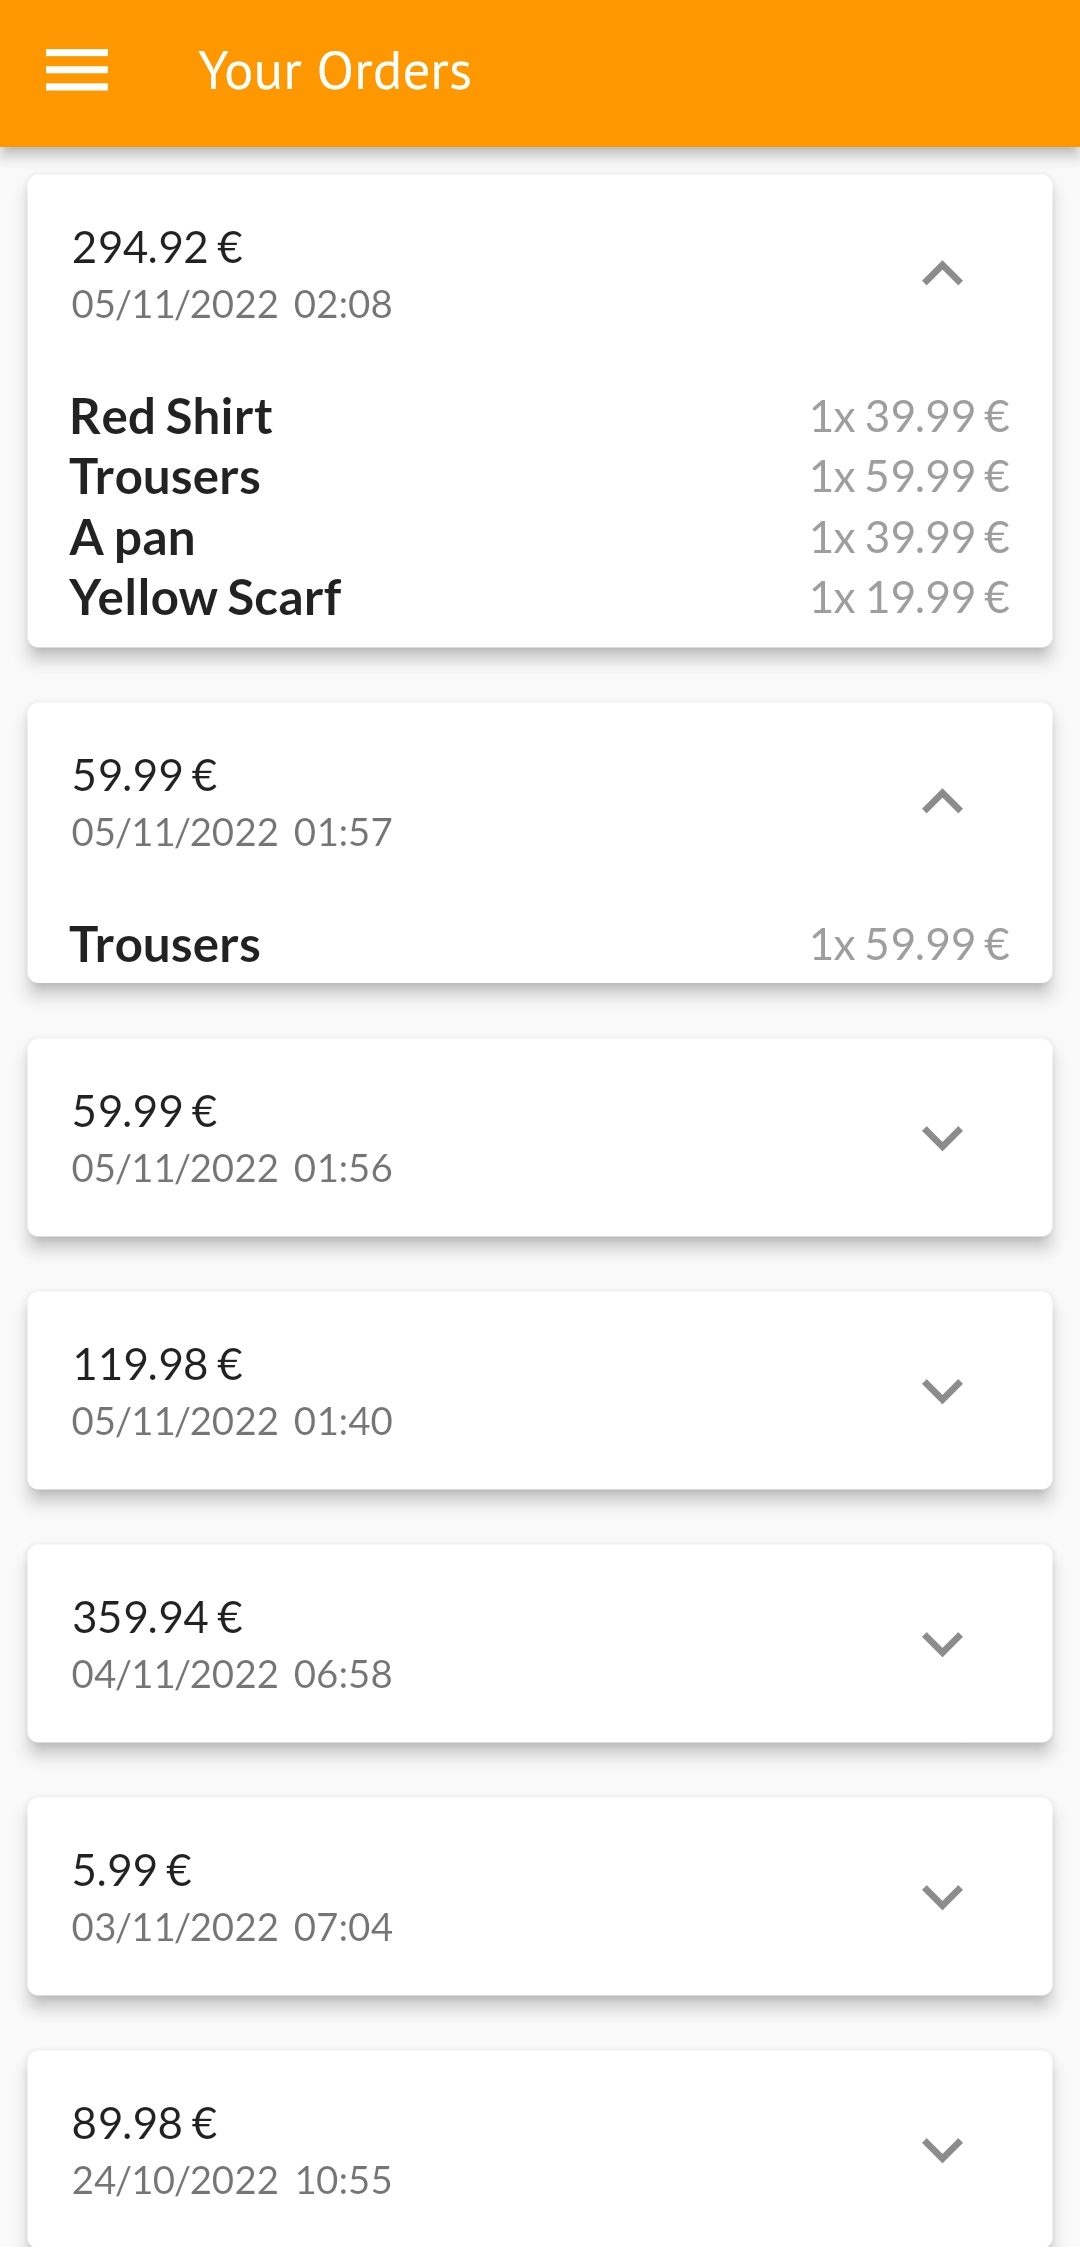 Your Orders
294.92 €
05/11/2022 02:08
Red Shirt 1x 39.99 €
Trousers 1x 59.99 €
A pan 1x 39.99 €
Yellow Scarf 1x 19.99 €
59.99 €
05/11/2022 01:57
Trousers 1x 59.99 €
59.99 €
05/11/2022 01:56
119.98 €
05/11/2022 01:40
359.94 €
04/11/2022 06:58
5.99 €
03/11/2022 07:04
89.98 €
24/10/2022 10:55